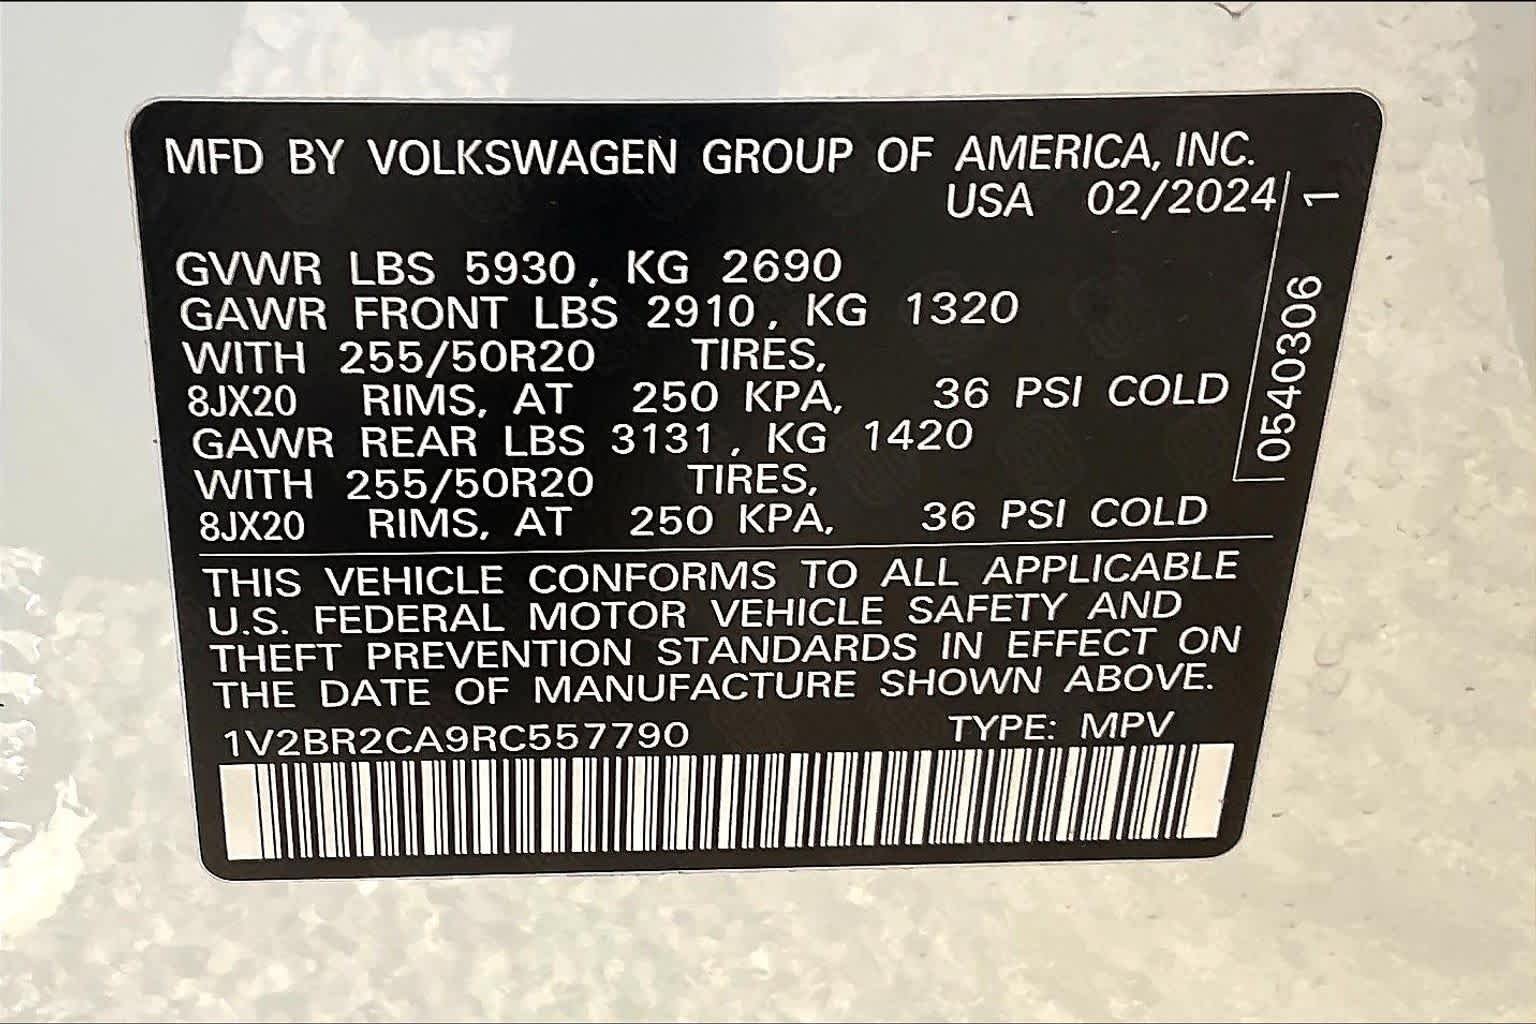 MFD BY VOLKSWAGEN GROUP OF AMERICA, INC.
USA 02/2024
GVWR LBS 5930, KG 2690
GAWR FRONT LBS 2910, KG 1320
WITH 255/50R20 TIRES,
8JX20 RIMS, AT 250 KPA, 36 PSI COLD
GAWR REAR LBS 3131, KG 1420
WITH 255/50R20 TIRES,
8JX20 RIMS, AT 250 KPA, 36 PSI COLD
THIS VEHICLE CONFORMS TO ALL APPLICABLE
U.S. FEDERAL MOTOR VEHICLE SAFETY AND
THEFT PREVENTION STANDARDS IN EFFECT ON
THE DATE OF MANUFACTURE SHOWN ABOVE.
1V2BR2CA9RC557790 TYPE: MPV
0540306 1